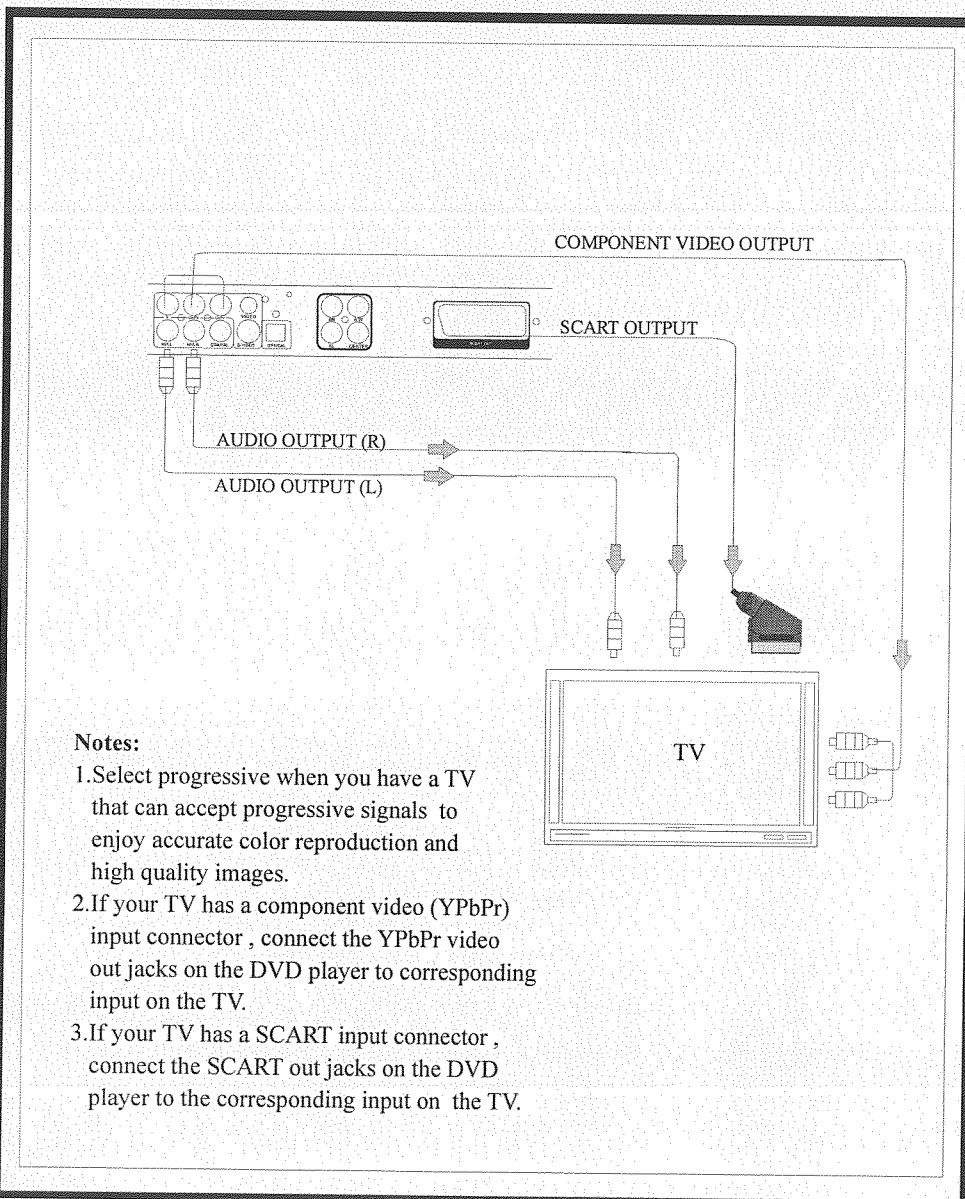 COMPONENT VIDEO OUTPUT
SCART OUTPUT
VIDEO
COAXIAL
S-VIDEO
OPTICAL
CENTER
AUDIO OUTPUT (R)
AUDIO OUTPUT (L)
TV
Notes:
1.Select progressive when you have a TV
that can accept progressive signals to
enjoy accurate color reproduction and
high quality images.
2.If your TV has a component video (YPbPr)
input connector , connect the YPbPr video
out jacks on the DVD player to corresponding
input on the TV.
3.If your TV has a SCART input connector ,
connect the SCART out jacks on the DVD
player to the corresponding input on the TV.